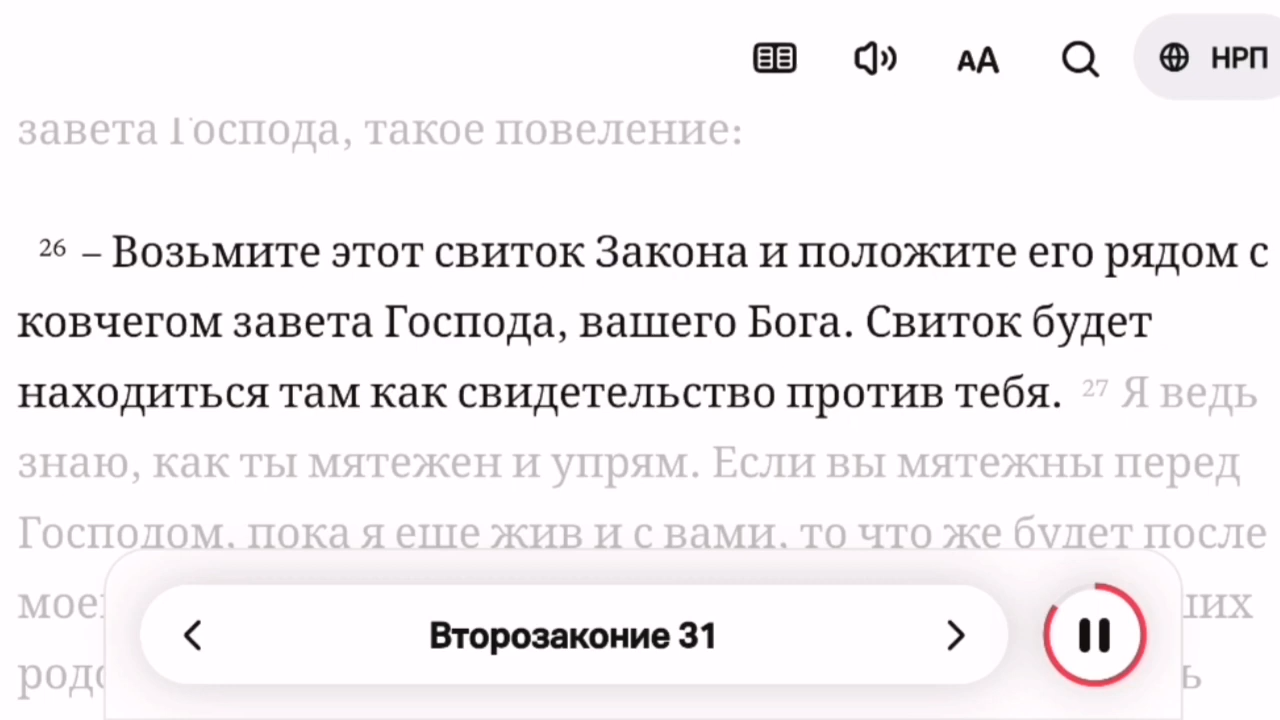 AA
НРП
завета Господа, такое повеление:
26 – Возьмите этот свиток Закона и положите его рядом с
ковчегом завета Господа, вашего Бога. Свиток будет
находиться там как свидетельство против тебя. 27 Я ведь
знаю, как ты мятежен и упрям. Если вы мятежны перед
Господом, пока я еще жив и с вами, то что же будет после
Второзаконие 31